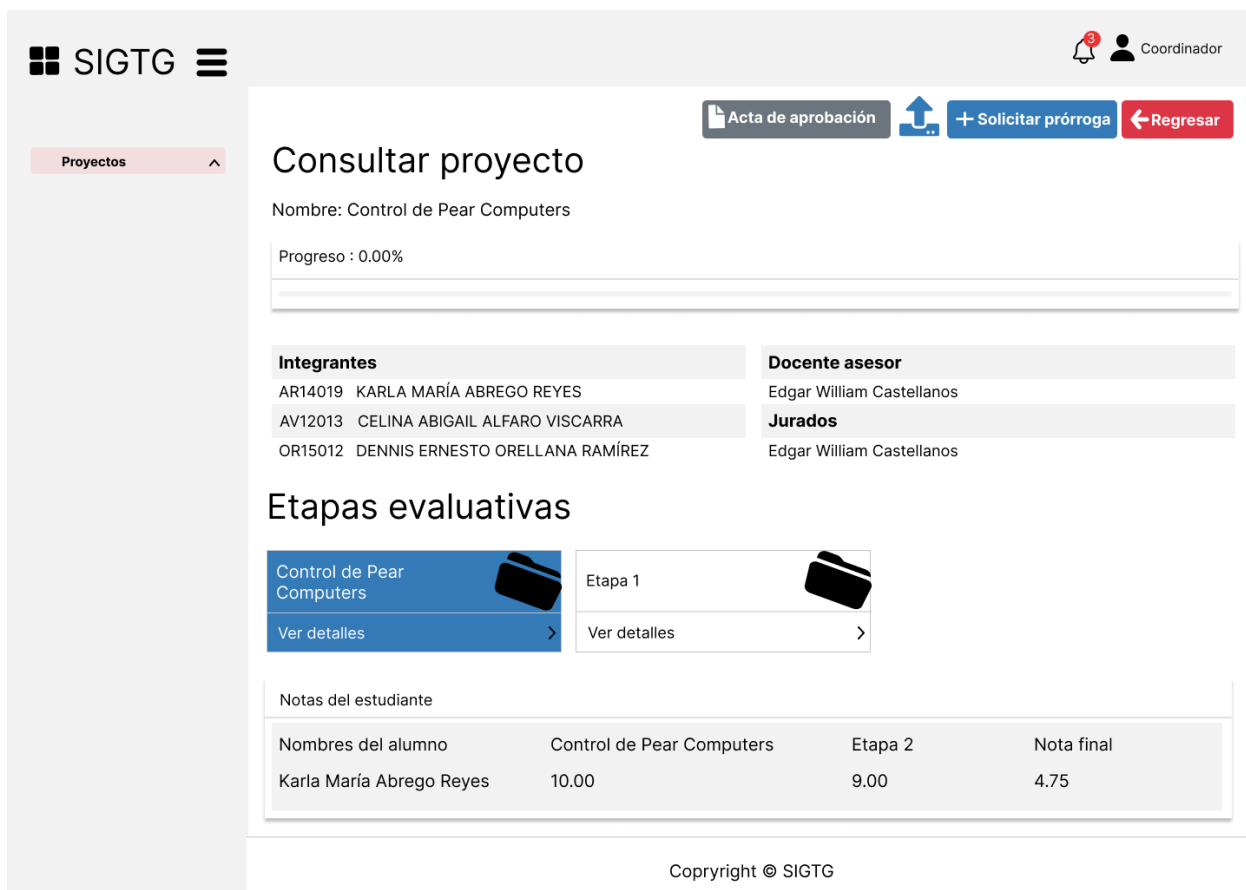 SIGTG
3
Coordinador
Acta de aprobación
Solicitar prórroga
Regresar
Proyectos
Consultar proyecto
Nombre: Control de Pear Computers
Progreso : 0.00%
Integrantes
Docente asesor
AR14019 KARLA MARÍA ABREGO REYES
Edgar William Castellanos
AV12013 CELINA ABIGAIL ALFARO VISCARRA
Jurados
OR15012 DENNIS ERNESTO ORELLANA RAMÍREZ
Edgar William Castellanos
Etapas evaluativas
Control de Pear
Computers
Ver detalles
Etapa 1
Ver detalles
Notas del estudiante
Nombres del alumno Control de Pear Computers Etapa 2 Nota final
Karla María Abrego Reyes 10.00 9.00 4.75
Copryright © SIGTG